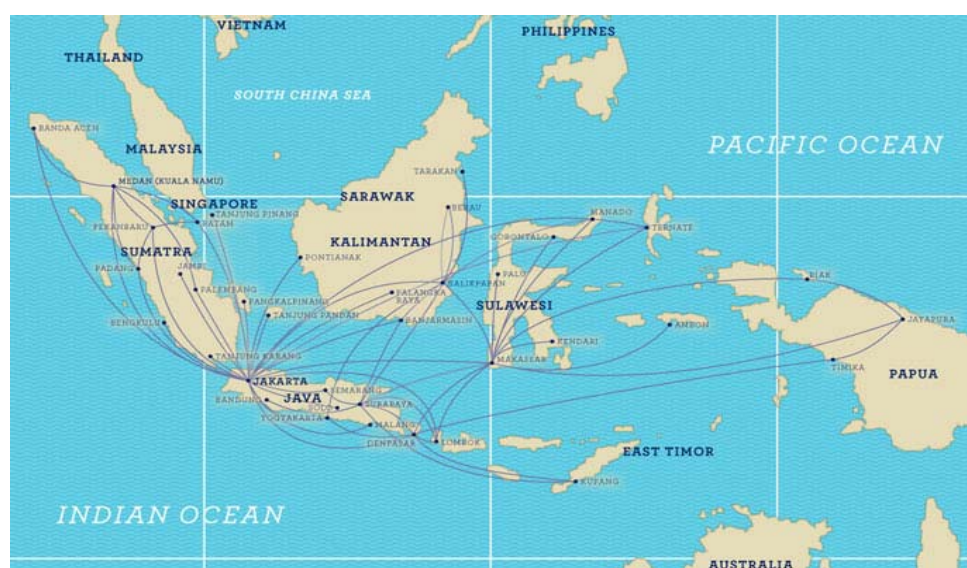 VIETNAM
PHILIPPINES
THAILAND
SOUTH CHINA SEA
BANDA ACEH
PACIFIC OCEAN
MALAYSIA
TARAKAN
MEDAN (KUALA NAMU)
SARAWAK
SINGAPORE
BERAU
TANJUNG PINANG
BATAM
MANADO
PEKANBARU
TERNATE
GORONTALO
KALIMANTAN
SUMATRA
PONTIANAK
PADANG
JAMBI
PALU
BIAK
BALIKPAPAN
PALEMBANG
PALANGKA
RAYA
PANGKALPINANG
SULAWESI
TANJUNG PANDAN
BANJARMASIN
BENGKULU
AMBON
JAYAPURA
KENDARI
TANJUNG KARANG
MAKASSAR
TIMIKA
JAKARTA
PAPUA
SEMARANG
BANDUNG
JAVA
SOLO
SURABAYA
YOGYAKARTA
MALANG
DENPASAR
LOMBOK
EAST TIMOR
KUPANG
INDIAN OCEAN
AUSTRALIA